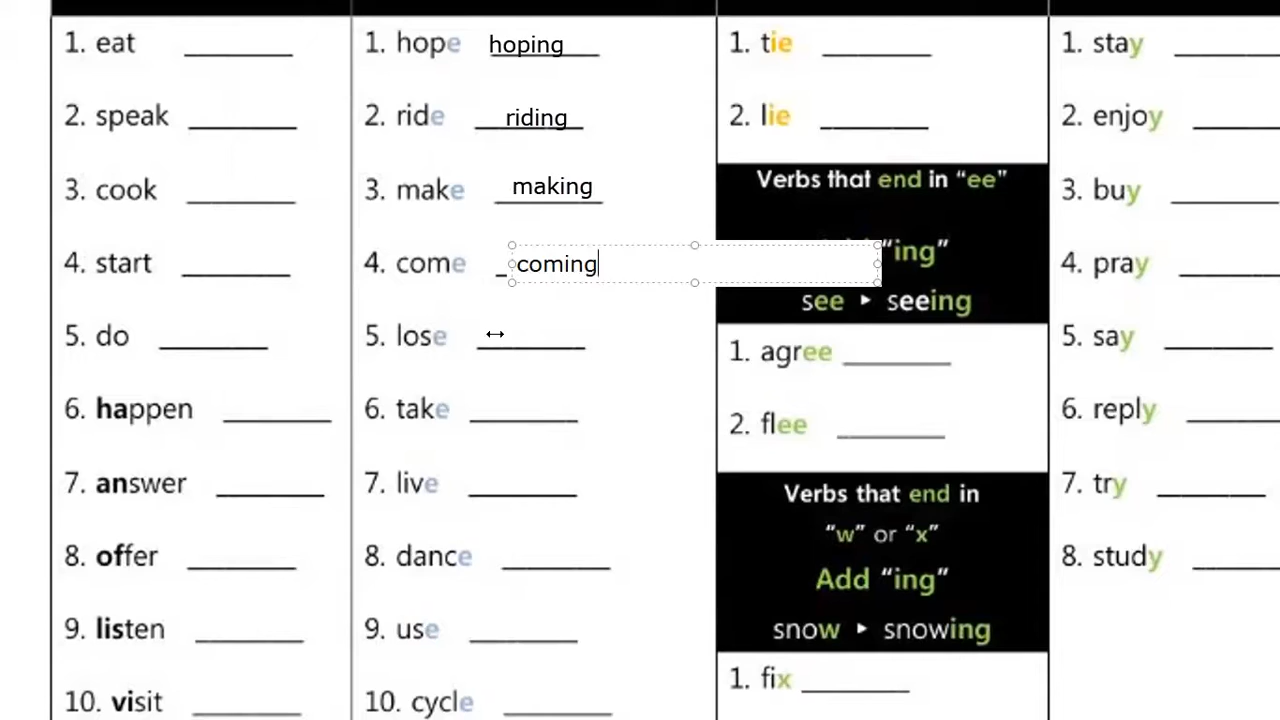 1. eat
2. speak
3. cook
4. start
5. do
6. happen
7. answer
8. offer
9. listen
10. visit
1. hope hoping
2. ride riding
3. make making
4. come coming
5. lose
6. take
7. live
8. dance
9. use
10. cycle
1. tie
2. lie
Verbs that end in “ee”
“ing”
see ‣ seeing
1. agree
2. flee
Verbs that end in
“w” or “x”
Add “ing”
snow ‣ snowing
1. fix
1. stay
2. enjoy
3. buy
4. pray
5. say
6. reply
7. try
8. study